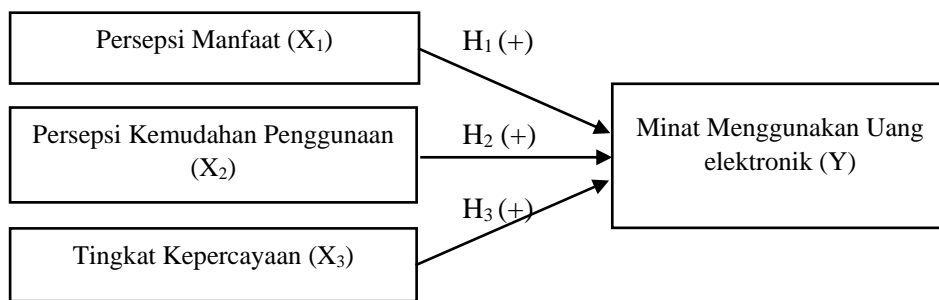 Persepsi Manfaat (X₁)
H₁ (+)
Persepsi Kemudahan Penggunaan
(X₂)
H₂ (+)
Tingkat Kepercayaan (X₃)
H₃ (+)
Minat Menggunakan Uang
elektronik (Y)